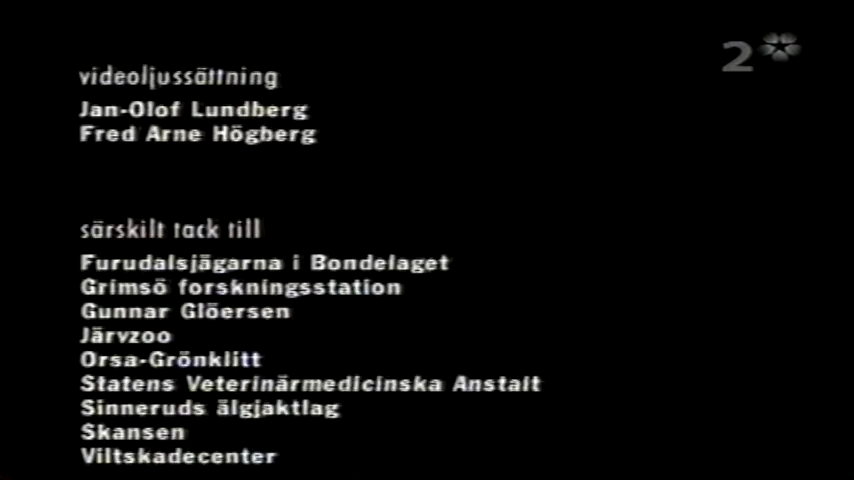 2
videoljussättning
Jan-Olof Lundberg
Fred Arne Högberg
särskilt tack till
Furudalsjägarna i Bondelaget
Grimsö forskningsstation
Gunnar Glöersen
Järvzoo
Orsa-Grönklitt
Statens Veterinärmedicinska Anstalt
Sinneruds älgjaktlag
Skansen
Viltskadecenter